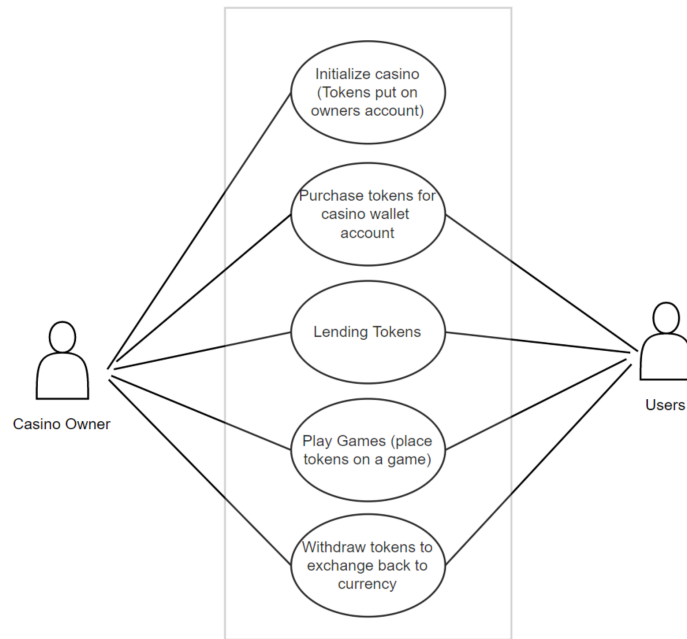 Initialize casino
(Tokens put on
owners account)
Purchase tokens for
casino wallet
account
Lending Tokens
Casino Owner
Users
Play Games (place
tokens on a game)
Withdraw tokens to
exchange back to
currency